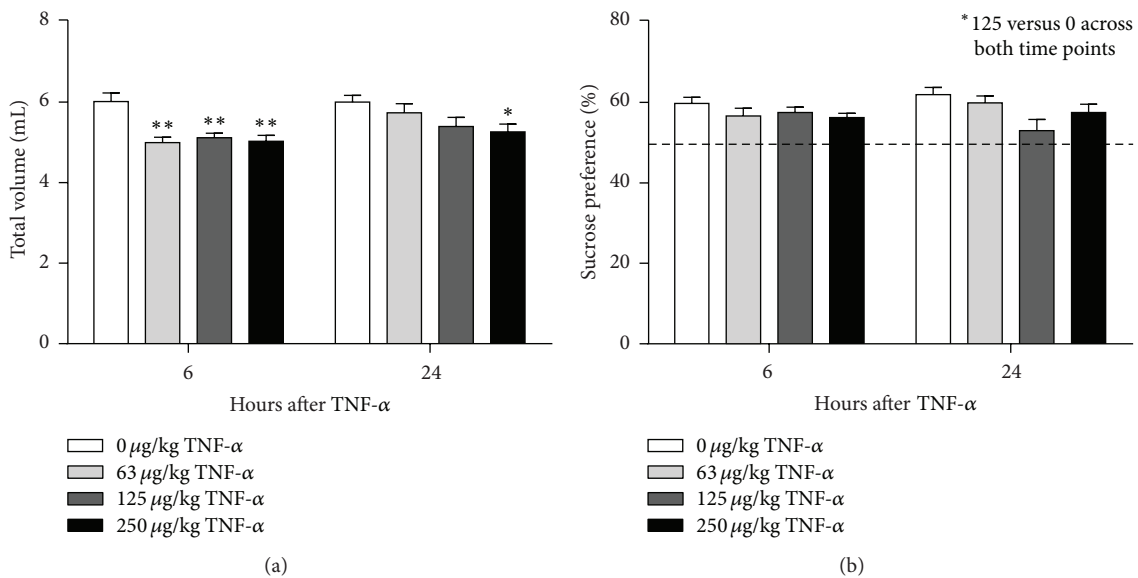 8
6
4
2
0
Total volume (mL)
**
**
**
*
6
24
Hours after TNF-α
0 μg/kg TNF-α
63 μg/kg TNF-α
125 μg/kg TNF-α
250 μg/kg TNF-α
(a)
80
60
40
20
0
Sucrose preference (%)
*125 versus 0 across
both time points
6
24
Hours after TNF-α
0 μg/kg TNF-α
63 μg/kg TNF-α
125 μg/kg TNF-α
250 μg/kg TNF-α
(b)